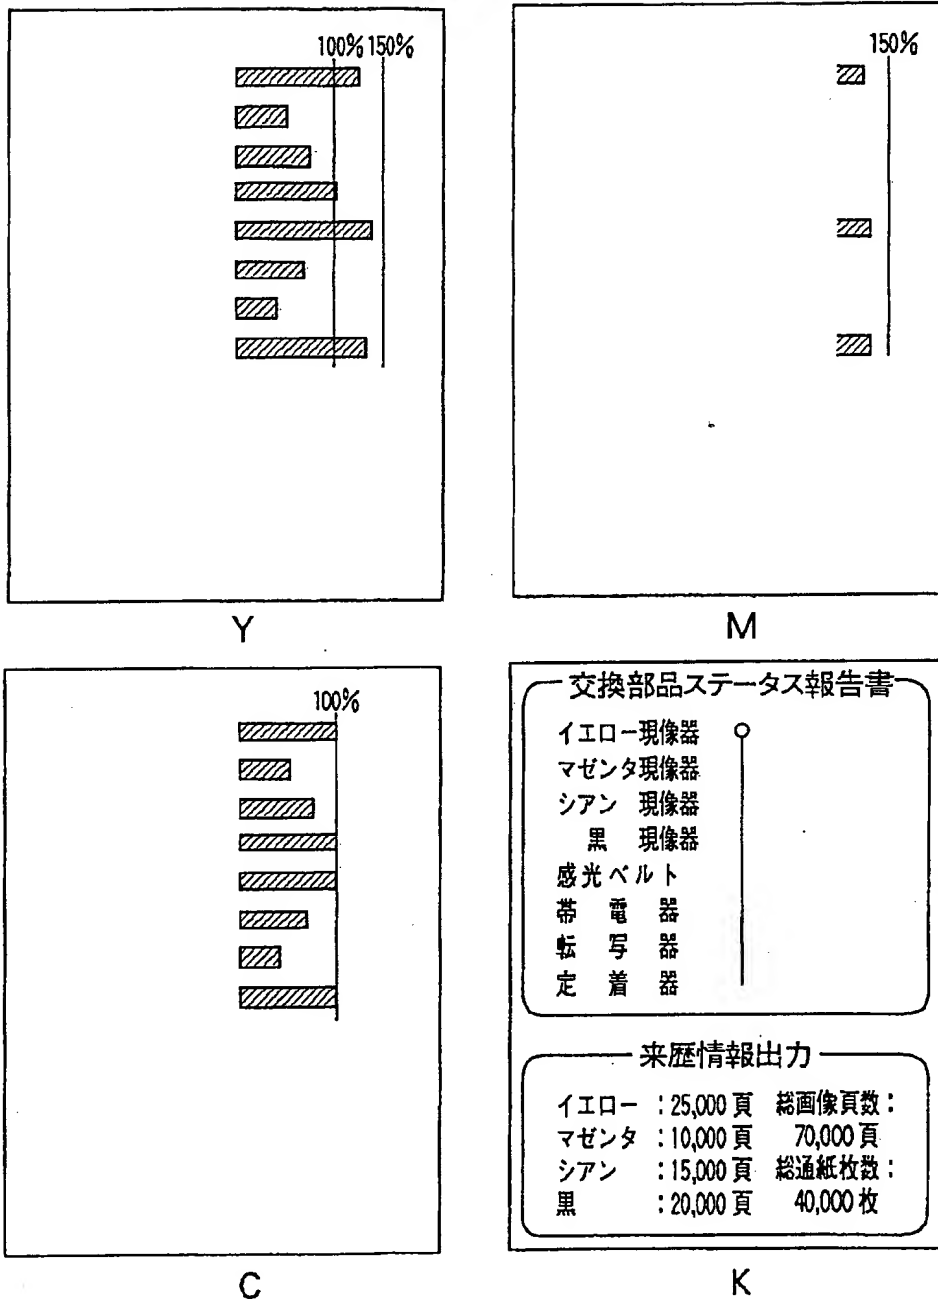 100% 150%
Y
150%
M
100%
C
交換部品ステータス報告書
イエロー現像器
マゼンタ現像器
シアン 現像器
黒 現像器
感光ベルト
帯電器
転写器
定着器
来歴情報出力
イエロー : 25,000頁 総画像頁数:
マゼンタ : 10,000頁 70,000頁
シアン : 15,000頁 総通紙枚数:
黒 : 20,000頁 40,000枚
K